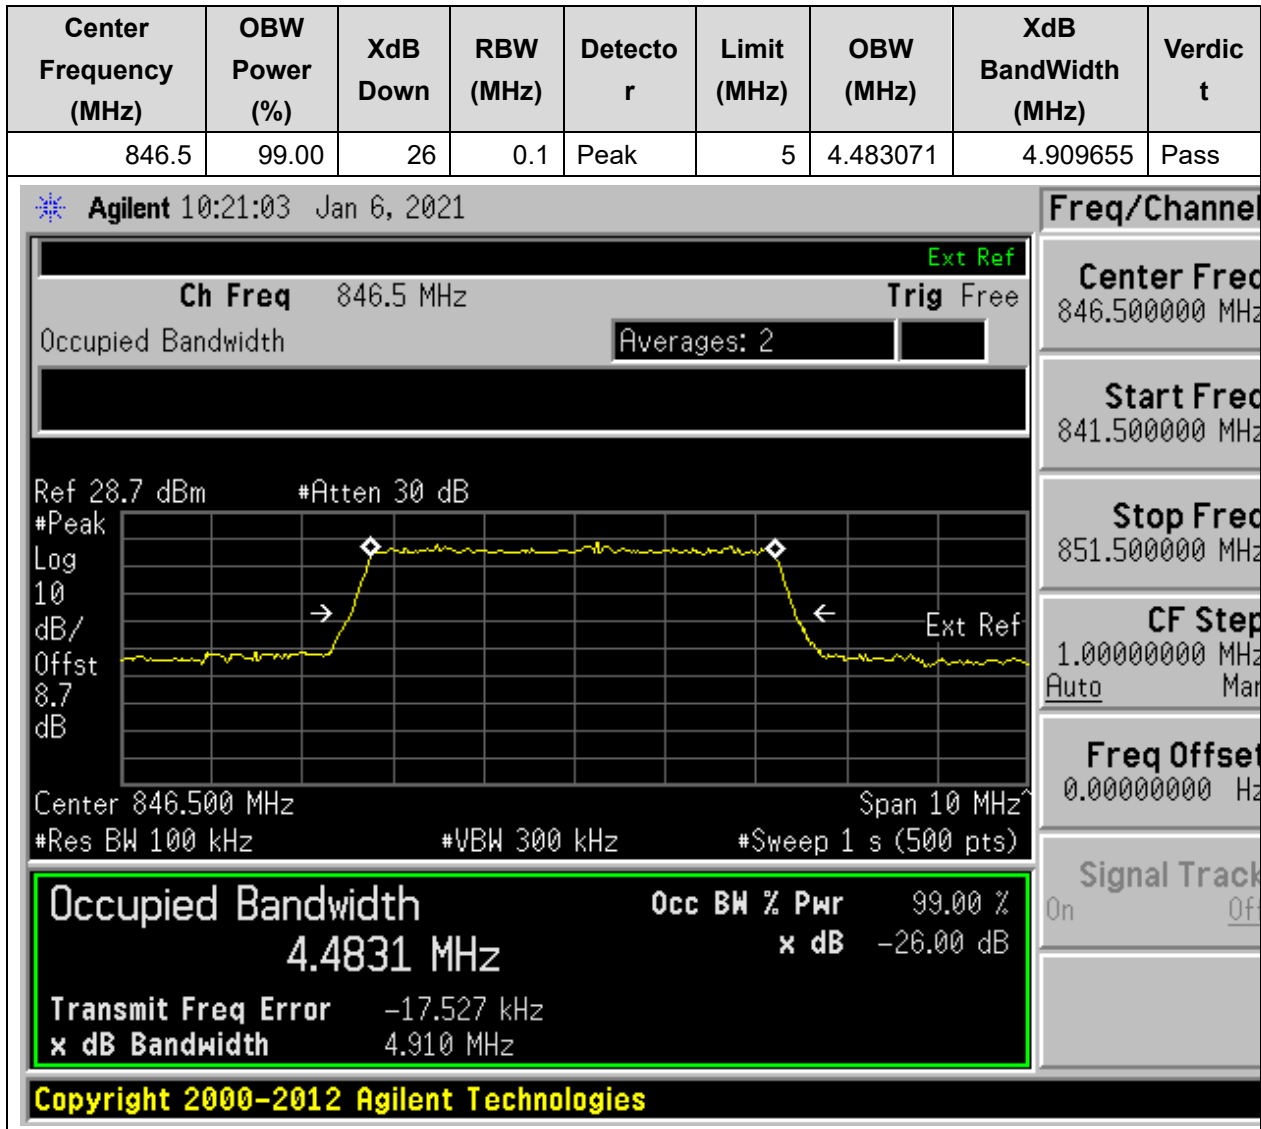 Center Frequency (MHz) OBW Power (%) XdB Down RBW (MHz) Detecto r Limit (MHz) OBW (MHz) XdB BandWidth (MHz) Verdic t
846.5 99.00 26 0.1 Peak 5 4.483071 4.909655 Pass
Agilent 10:21:03 Jan 6, 2021 Freq/Channel
Ext Ref
Ch Freq 846.5 MHz Trig Free
Occupied Bandwidth Averages: 2
Center Freq
846.500000 MHz
Start Freq
841.500000 MHz
Stop Freq
851.500000 MHz
CF Step
1.00000000 MHz
Auto Man
Freq Offset
0.00000000 Hz
Signal Track
On Off
Ref 28.7 dBm #Atten 30 dB
#Peak
Log
10
dB/
Offst
8.7
dB
Ext Ref
Center 846.500 MHz Span 10 MHz^
#Res BW 100 kHz #VBW 300 kHz #Sweep 1 s (500 pts)
Occupied Bandwidth Occ BW % Pwr 99.00 %
4.4831 MHz x dB -26.00 dB
Transmit Freq Error -17.527 kHz
x dB Bandwidth 4.910 MHz
Copyright 2000-2012 Agilent Technologies